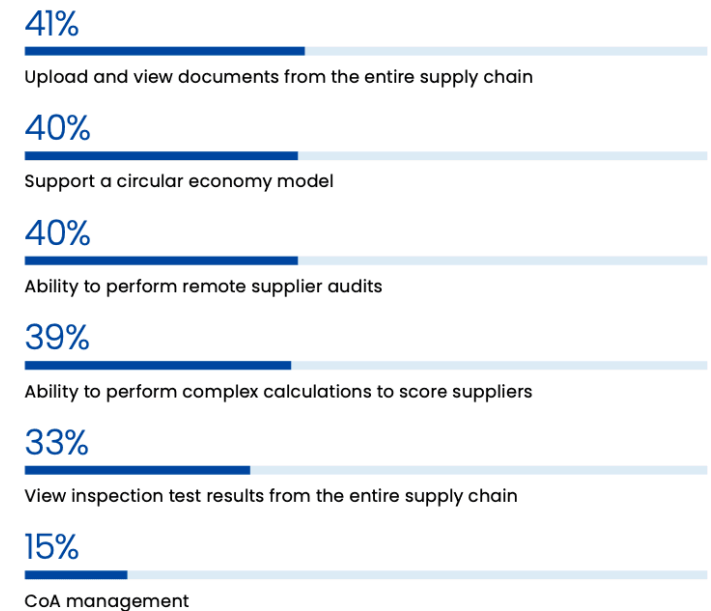 41%
Upload and view documents from the entire supply chain
40%
Support a circular economy model
40%
Ability to perform remote supplier audits
39%
Ability to perform complex calculations to score suppliers
33%
View inspection test results from the entire supply chain
15%
CoA management